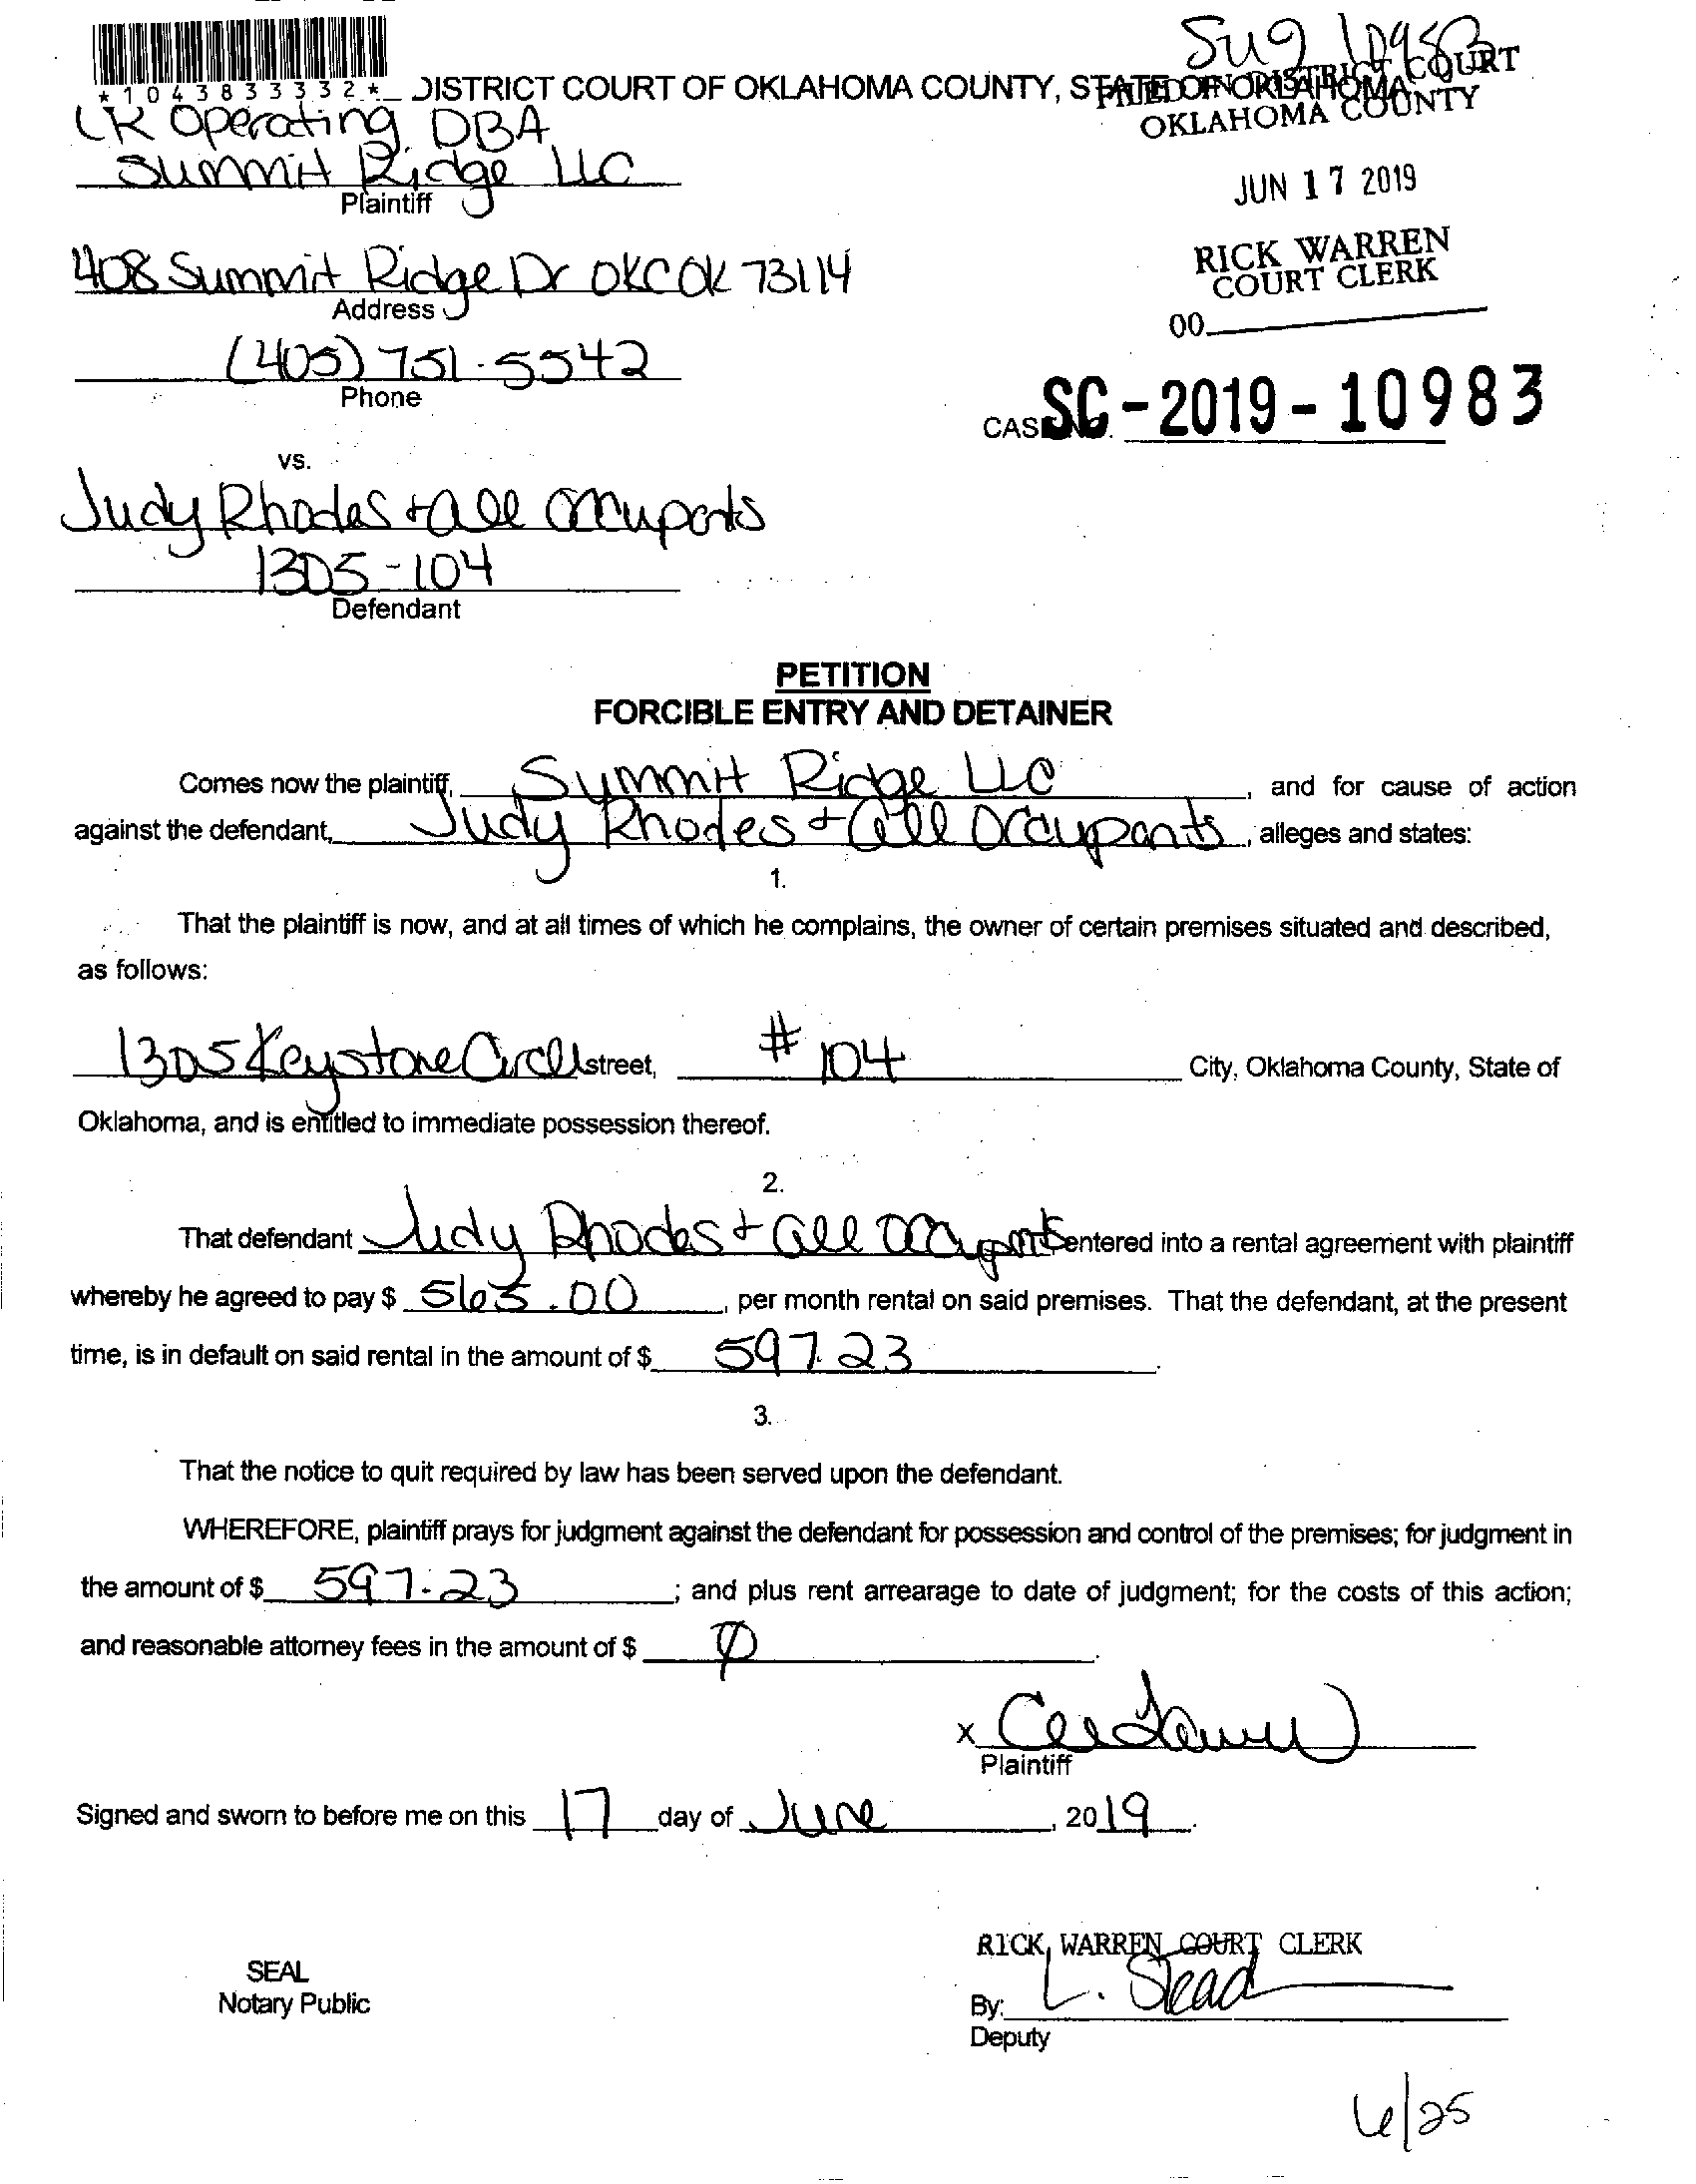 *1043833332*
DISTRICT COURT OF OKLAHOMA COUNTY, STATE OF OKLAHOMA
FILED IN DISTRICT COURT
OKLAHOMA COUNTY
JUN 17 2019
RICK WARREN
COURT CLERK
00
LR Operating DBA
Summit Ridge LLC
Plaintiff
408 Summit Ridge Dr OKC OK 73114
Address
(405) 751-5542
Phone
CASE NO. SC-2019-10983
vs.
Judy Rhodes + all occupants
1305-104
Defendant
PETITION
FORCIBLE ENTRY AND DETAINER
Comes now the plaintiff, Summit Ridge LLC, and for cause of action
against the defendant, Judy Rhodes + all Occupants, alleges and states:
1.
That the plaintiff is now, and at all times of which he complains, the owner of certain premises situated and described,
as follows:
1305 Keystone Circle street, #104 City, Oklahoma County, State of
Oklahoma, and is entitled to immediate possession thereof.
2.
That defendant Judy Rhodes + all occupants entered into a rental agreement with plaintiff
whereby he agreed to pay $ 565.00, per month rental on said premises. That the defendant, at the present
time, is in default on said rental in the amount of $ 597.23.
3.
That the notice to quit required by law has been served upon the defendant.
WHEREFORE, plaintiff prays for judgment against the defendant for possession and control of the premises; for judgment in
the amount of $ 597.23; and plus rent arrearage to date of judgment; for the costs of this action;
and reasonable attorney fees in the amount of $ ∅.
x
Plaintiff
Signed and sworn to before me on this 17 day of June, 2019.
RICK WARREN COURT CLERK
SEAL
Notary Public
By: L. Stead
Deputy
6/25